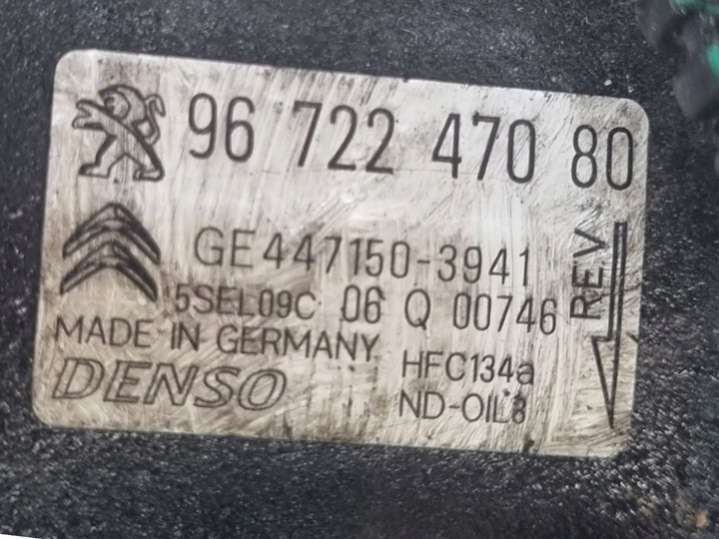 96 722 470 80
GE447150-3941
5SEL09C 06 Q 00746
REV
MADE IN GERMANY
HFC134a
DENSO
ND-OIL8